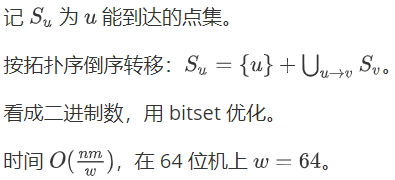 记 $S_u$ 为 $u$ 能到达的点集。
按拓扑序倒序转移：$S_u = \{u\} + \bigcup_{u \to v} S_v$。
看成二进制数，用 bitset 优化。
时间 $O(\frac{nm}{w})$，在 64 位机上 $w = 64$。